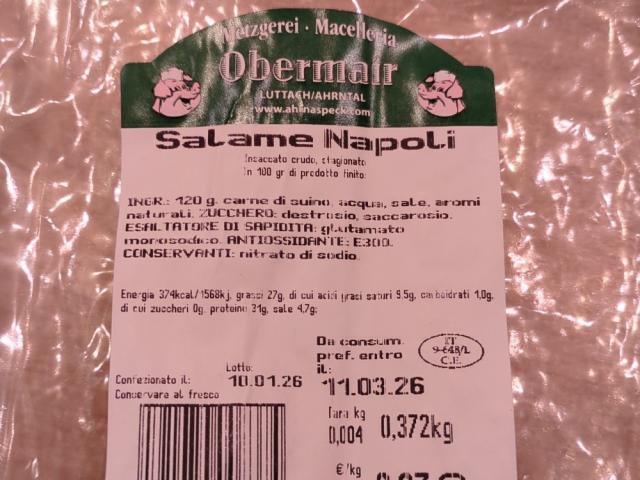 Metzgerei · Macelleria
Obermair
LUTTACH/AHRNTAL
www.ahrnaspeck.com
Salame Napoli
Insaccato crudo, stagionato
In 100 gr di prodotto finito:
INGR.: 120 g. carne di suino, acqua, sale, aromi
naturali. ZUCCHERO: destrosio, saccarosio.
ESALTATORE DI SAPIDITA: glutamato
monosodico. ANTIOSSIDANTE: E300.
CONSERVANTI: nitrato di sodio.
Energia 374kcal/1568kj, grassi 27g, di cui acidi grasi saturi 9.5g, carboidrati 1,0g,
di cui zuccheri 0g, proteine 31g, sale 4,7g;
Da consum.
pref. entro
il:
IT
9-648/L
C.E.
Lotto:
Confezionato il: 10.01.26 11.03.26
Conservare al fresco
Tara kg
0,004 0,372kg
€/kg